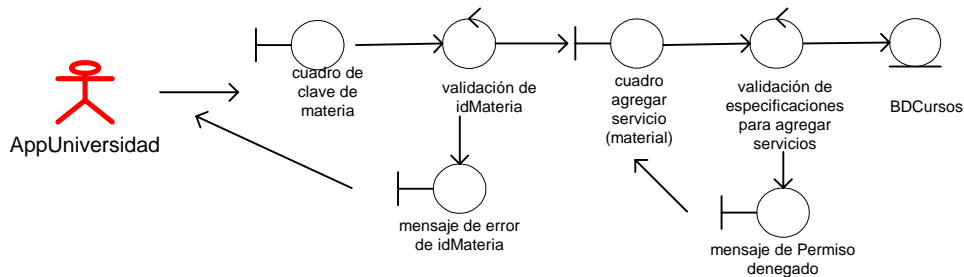 AppUniversidad
cuadro de
clave de
materia
validación de
idMateria
cuadro
agregar
servicio
(material)
validación de
especificaciones
para agregar
servicios
BDCursos
mensaje de error
de idMateria
mensaje de Permiso
denegado